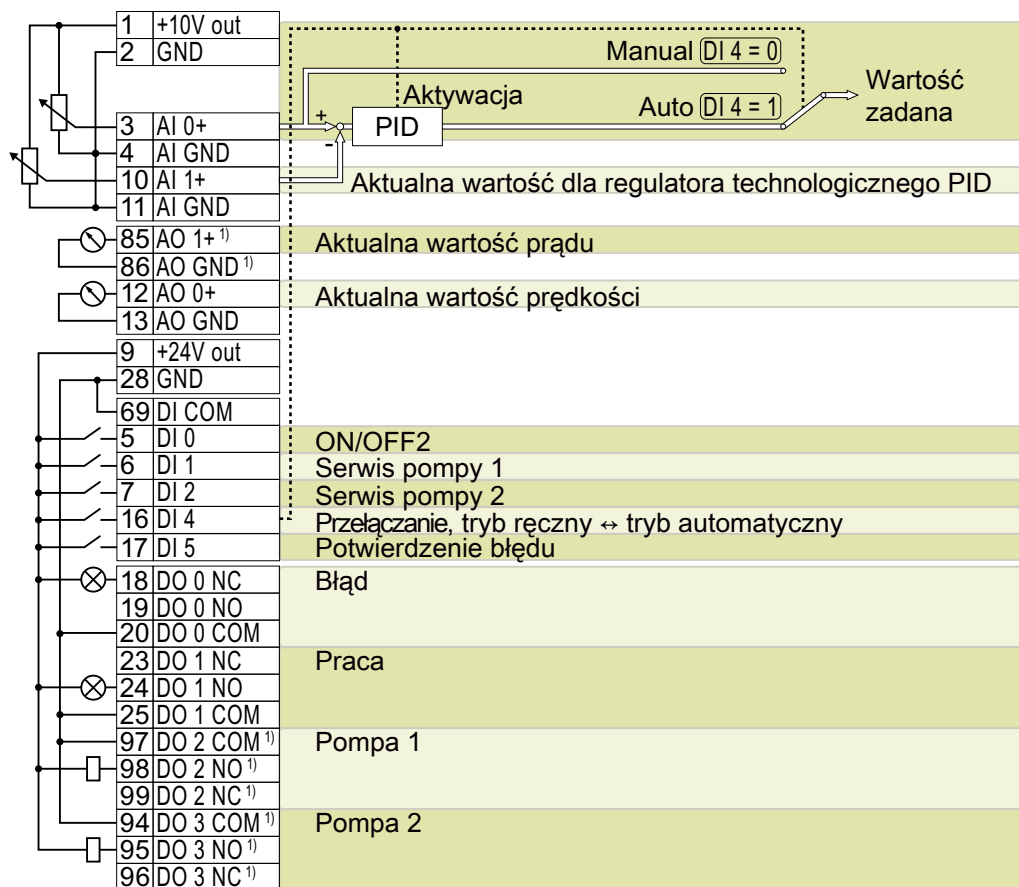 1 +10V out
2 GND
Manual DI 4 = 0
Wartość
zadana
Aktywacja
Auto DI 4 = 1
3 AI 0+
+
PID
-
4 AI GND
10 AI 1+
Aktualna wartość dla regulatora technologicznego PID
11 AI GND
85 AO 1+ 1) Aktualna wartość prądu
86 AO GND 1)
12 AO 0+ Aktualna wartość prędkości
13 AO GND
9 +24V out
28 GND
69 DI COM
5 DI 0 ON/OFF2
6 DI 1 Serwis pompy 1
7 DI 2 Serwis pompy 2
16 DI 4 Przełączanie, tryb ręczny ↔ tryb automatyczny
17 DI 5 Potwierdzenie błędu
18 DO 0 NC Błąd
19 DO 0 NO
20 DO 0 COM
23 DO 1 NC Praca
24 DO 1 NO
25 DO 1 COM
97 DO 2 COM 1) Pompa 1
98 DO 2 NO 1)
99 DO 2 NC 1)
94 DO 3 COM 1) Pompa 2
95 DO 3 NO 1)
96 DO 3 NC 1)